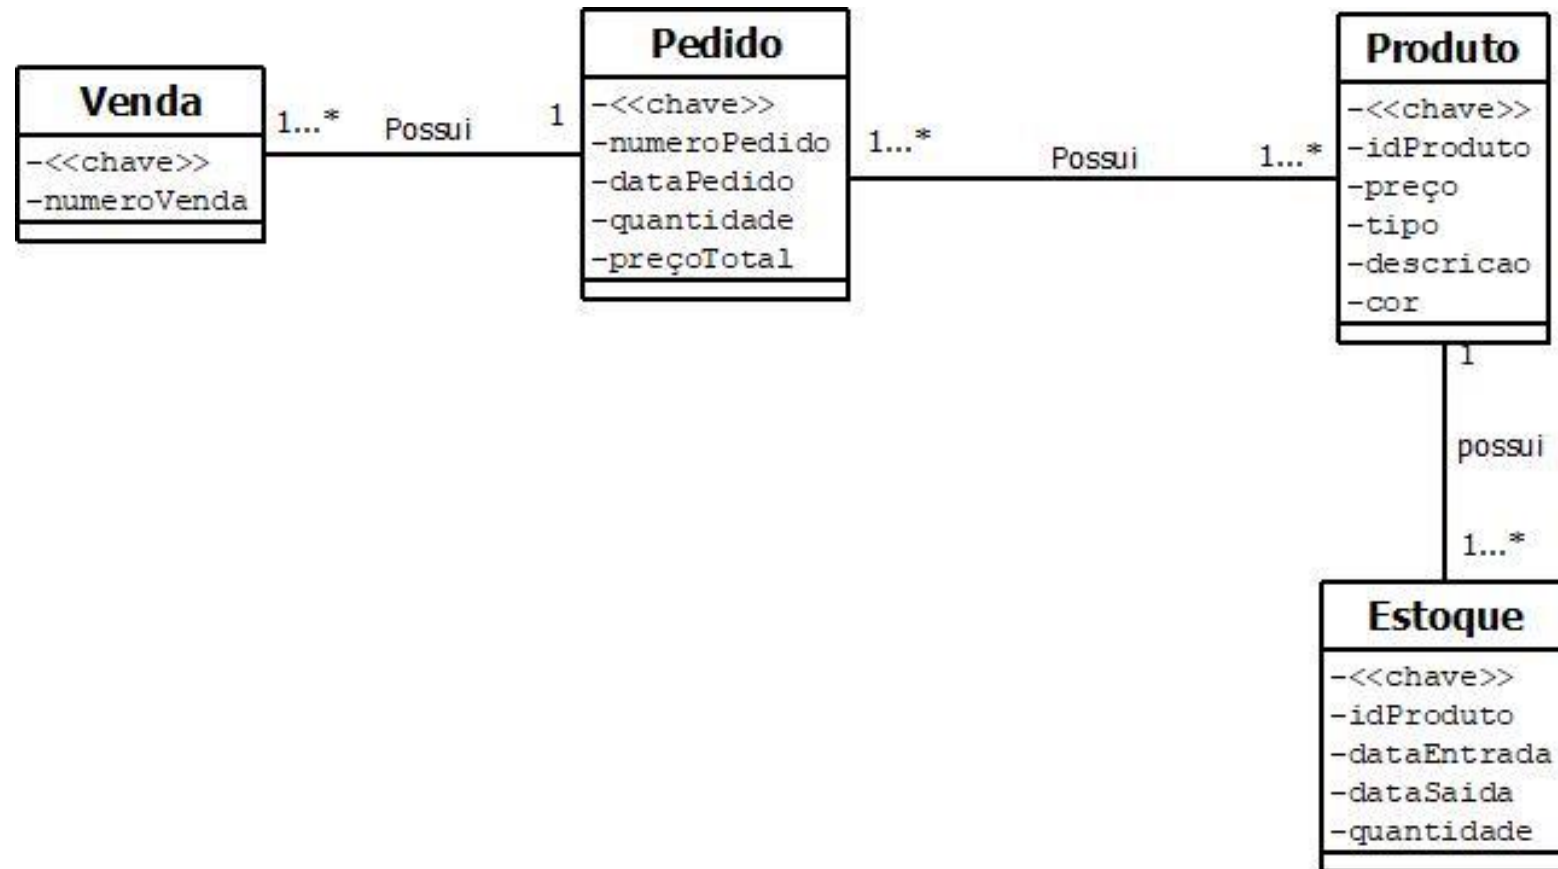 Venda
-<<chave>>
-numeroVenda
1...*
Possui
1
Pedido
-<<chave>>
-numeroPedido
-dataPedido
-quantidade
-preçoTotal
1...*
Possui
1...*
Produto
-<<chave>>
-idProduto
-preço
-tipo
-descricao
-cor
1
possui
1...*
Estoque
-<<chave>>
-idProduto
-dataEntrada
-dataSaida
-quantidade